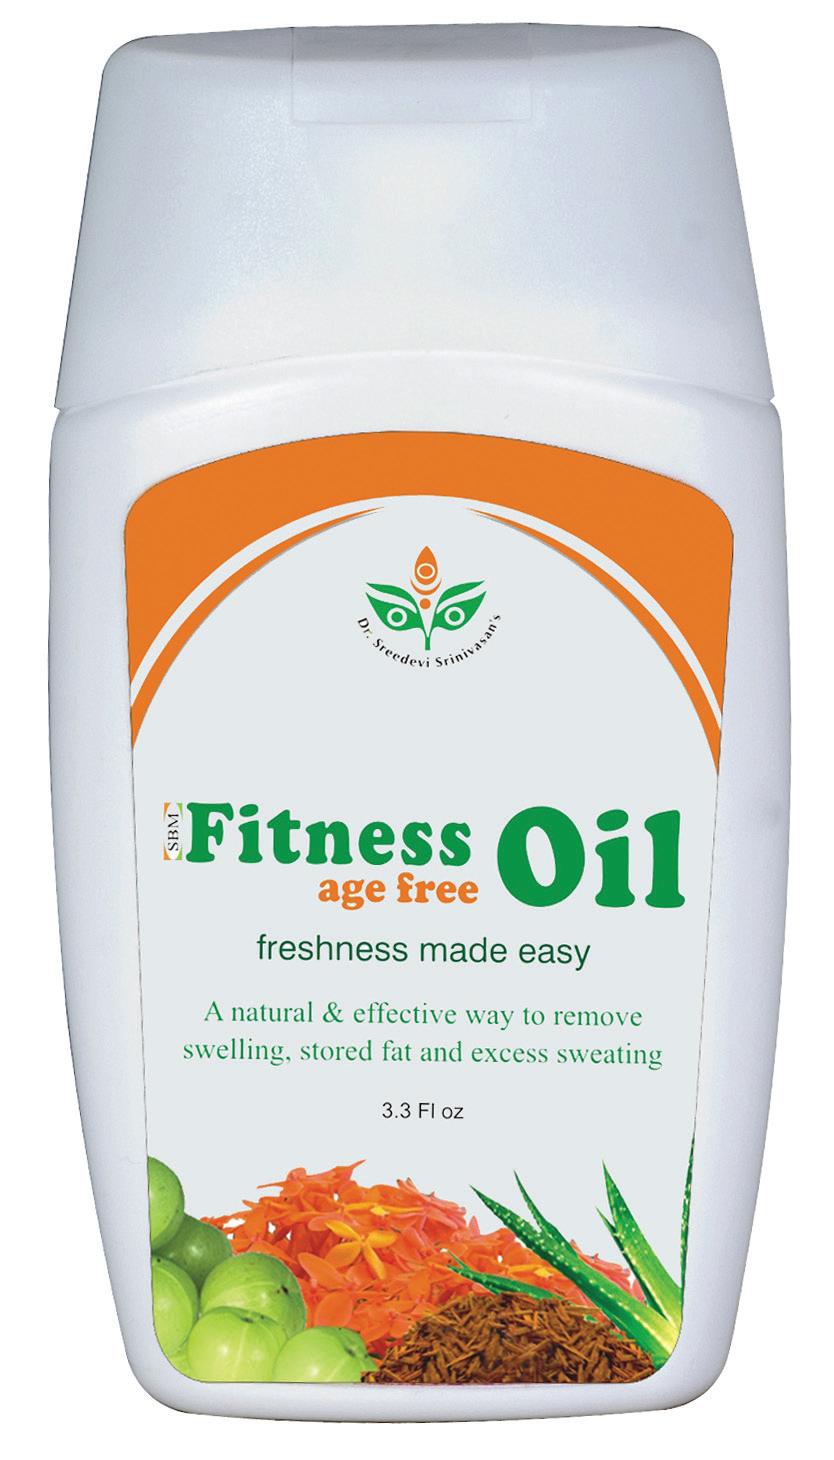 Dr. Sreedevi Srinivasan's
SBM
Fitness Oil
age free
freshness made easy
A natural & effective way to remove
swelling, stored fat and excess sweating
3.3 Fl oz